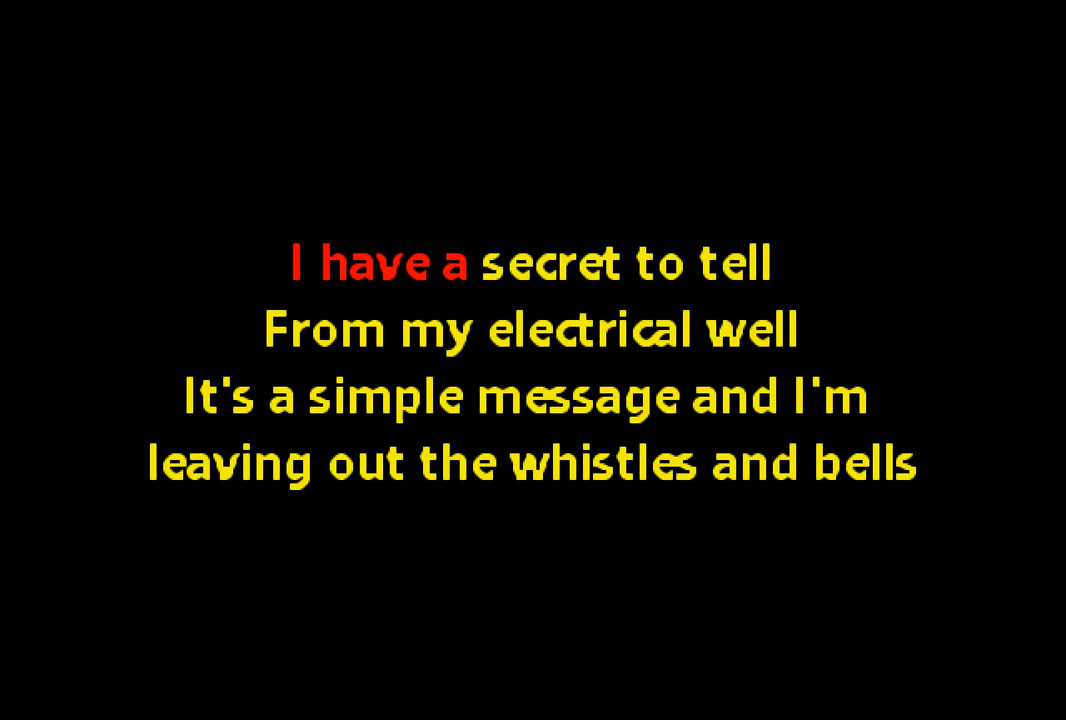 I have a secret to tell
From my electrical well
It's a simple message and I'm
leaving out the whistles and bells